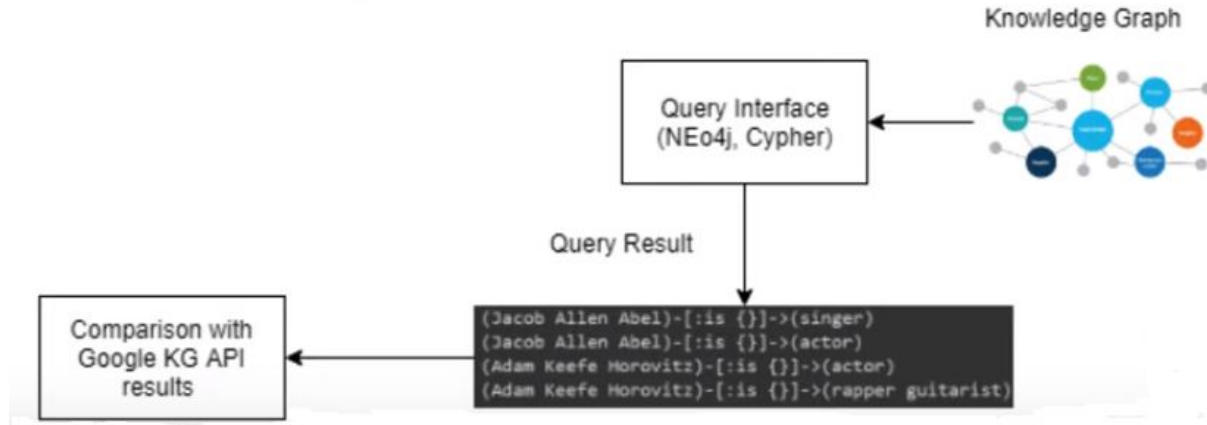 Knowledge Graph
Query Interface
(NEo4j, Cypher)
Query Result
(Jacob Allen Abel)-[:is {}]->(singer)
(Jacob Allen Abel)-[:is {}]->(actor)
(Adam Keefe Horovitz)-[:is {}]->(actor)
(Adam Keefe Horovitz)-[:is {}]->(rapper guitarist)
Comparison with
Google KG API
results